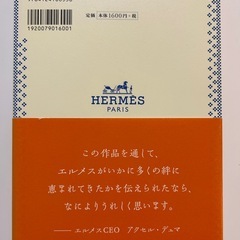 1920079016001
定価 本体1600円+税
HERMÈS
PARIS
この作品を通して、
エルメスがいかに多くの絆に
恵まれてきたかを伝えられたなら、
なによりうれしく思います。
——エルメスCEO アクセル・デュマ